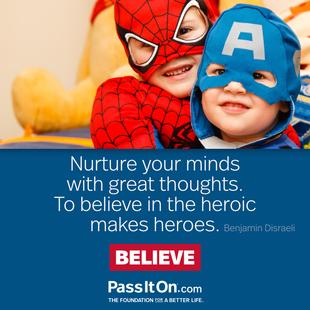 A
Nurture your minds
with great thoughts.
To believe in the heroic
makes heroes. Benjamin Disraeli
BELIEVE
PassItOn.com
THE FOUNDATION FOR A BETTER LIFE.